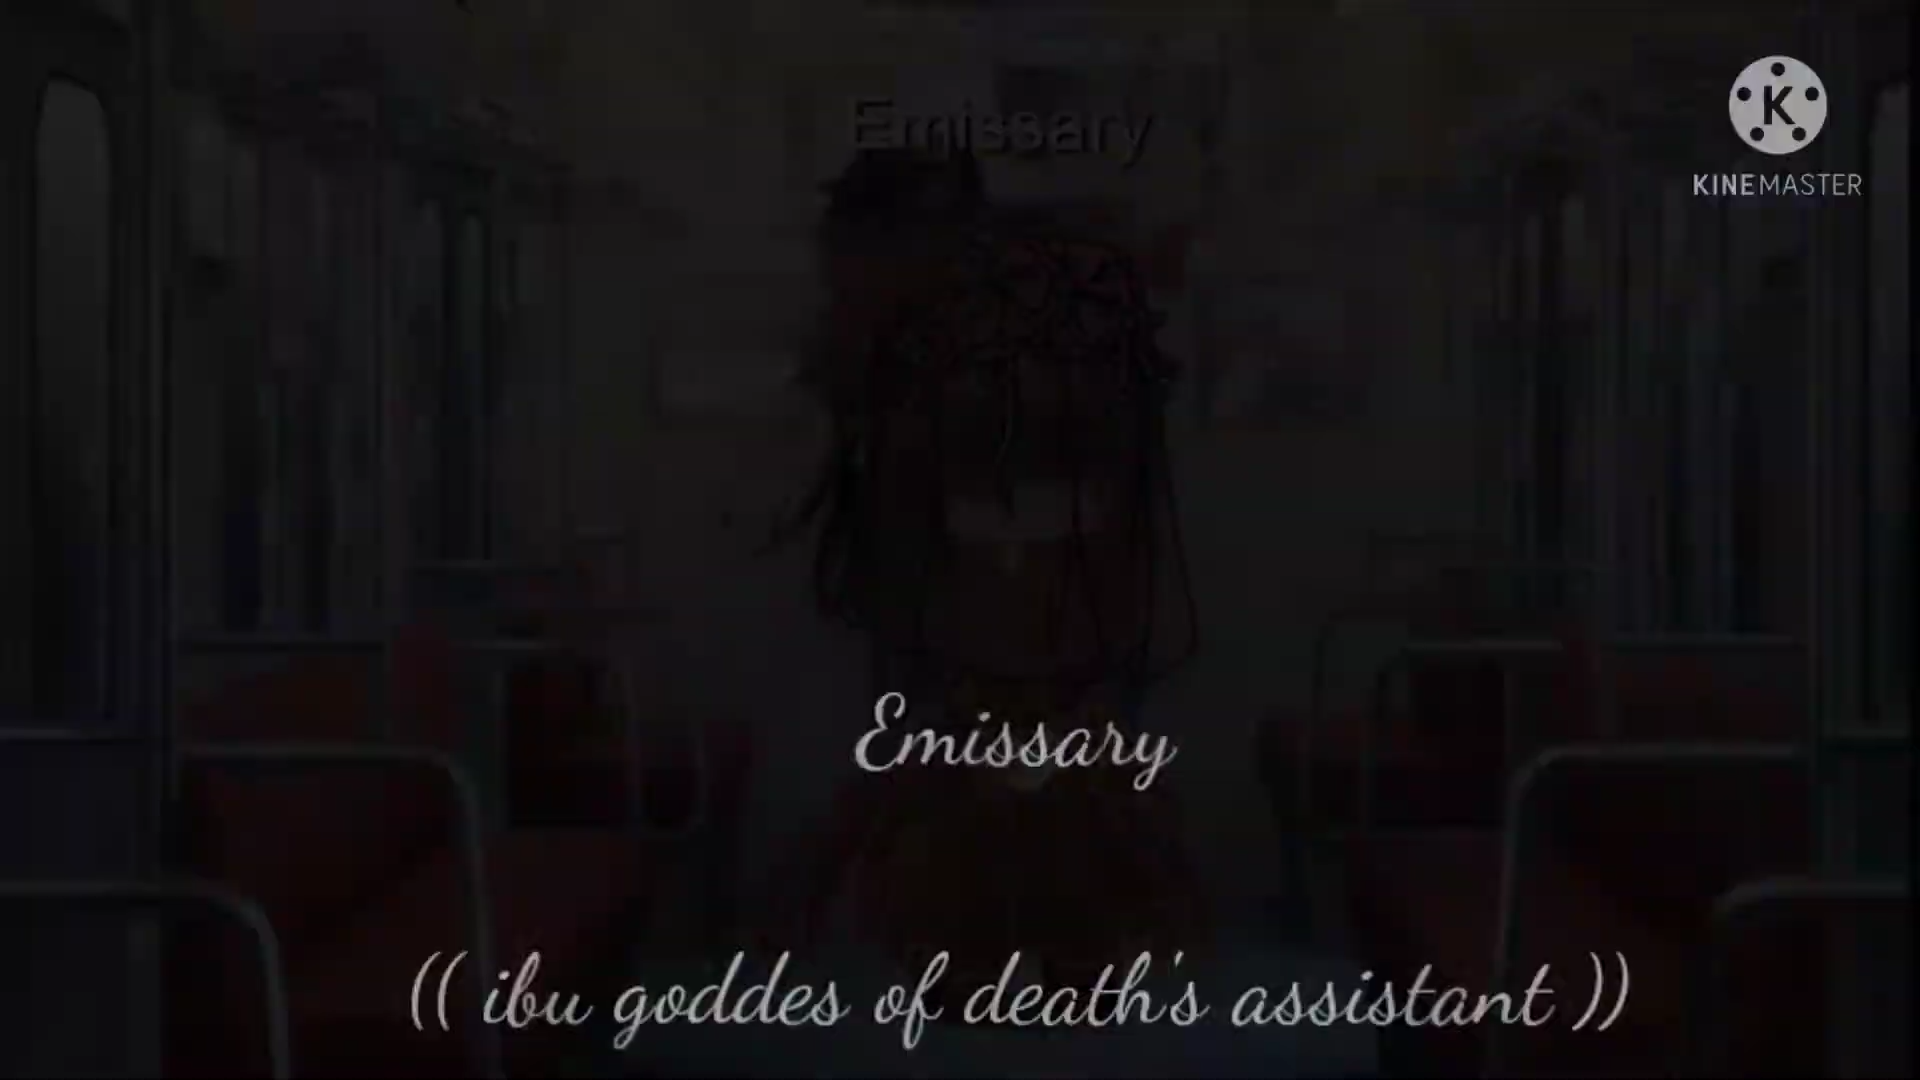 Emissary
KINEMASTER
Emissary
(( ibu goddes of death's assistant ))